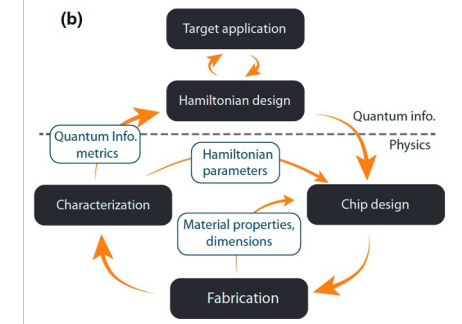 (b)
Target application
Hamiltonian design
Quantum info.
Physics
Quantum Info.
metrics
Hamiltonian
parameters
Characterization
Chip design
Material properties,
dimensions
Fabrication